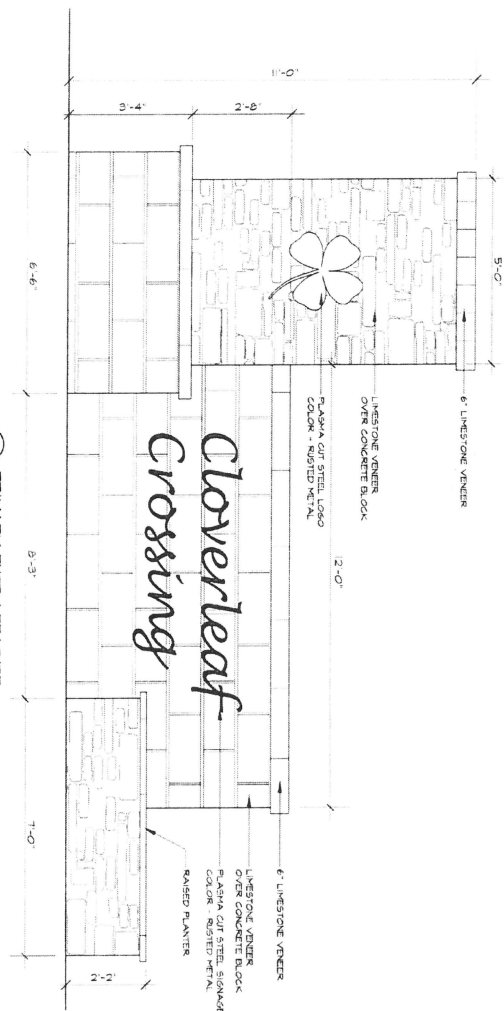 11'-0"
3'-4"
2'-8"
5'-0"
6" LIMESTONE VENEER
LIMESTONE VENEER
OVER CONCRETE BLOCK
PLASMA CUT STEEL LOGO
COLOR - RUSTED METAL
12'-0"
Cloverleaf
Crossing
6" LIMESTONE VENEER
LIMESTONE VENEER
OVER CONCRETE BLOCK
PLASMA CUT STEEL SIGNAGE
COLOR - RUSTED METAL
RAISED PLANTER
2'-2"
6'-6"
8'-3"
7'-0"